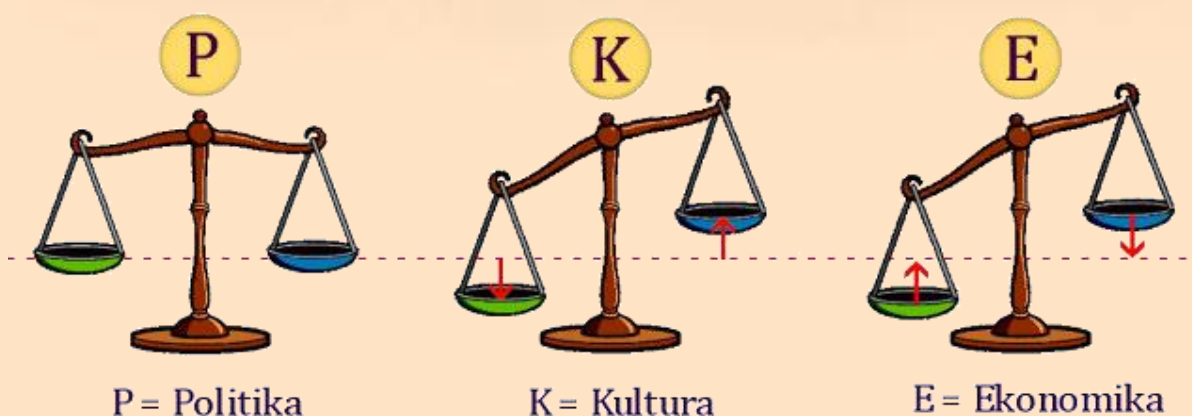 P K E
P = Politika K = Kultura E = Ekonomika